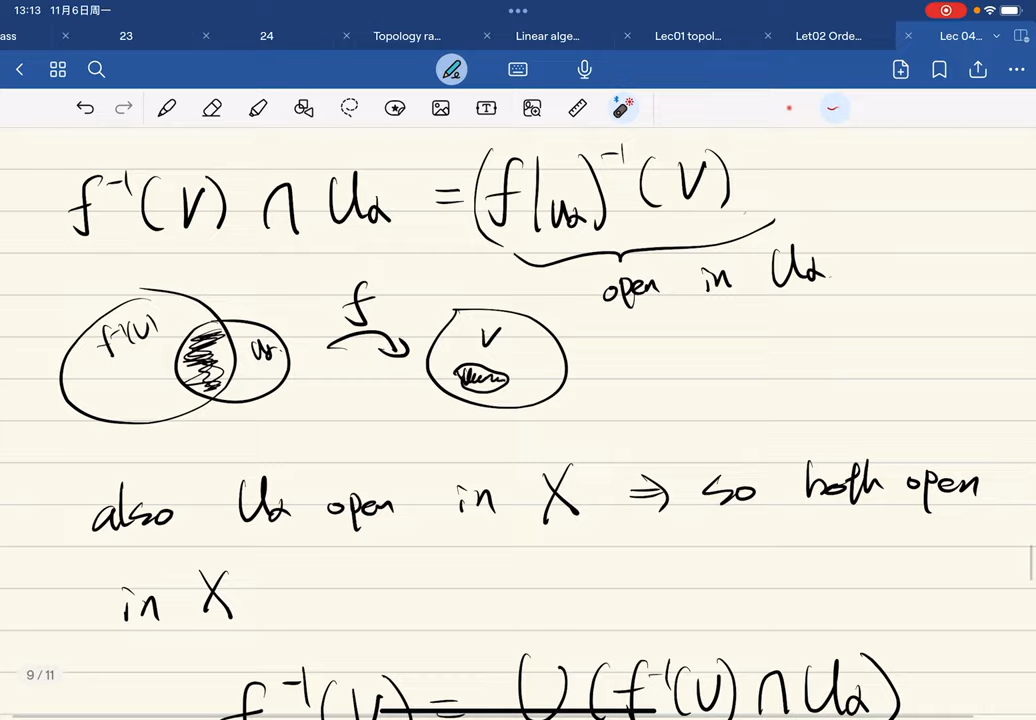 13:13 11月6日周一
ass 23 24 Topology ra... Linear alge... Lec01 topol... Let02 Orde... Lec 04...
f⁻¹(V) ∩ Uα = (f|Uα)⁻¹(V)
open in Uα
f
f⁻¹(V) Uα V
also Uα open in X ⇒ so both open
in X
9 / 11
f⁻¹(V) = ∪ (f⁻¹(V) ∩ Uα)